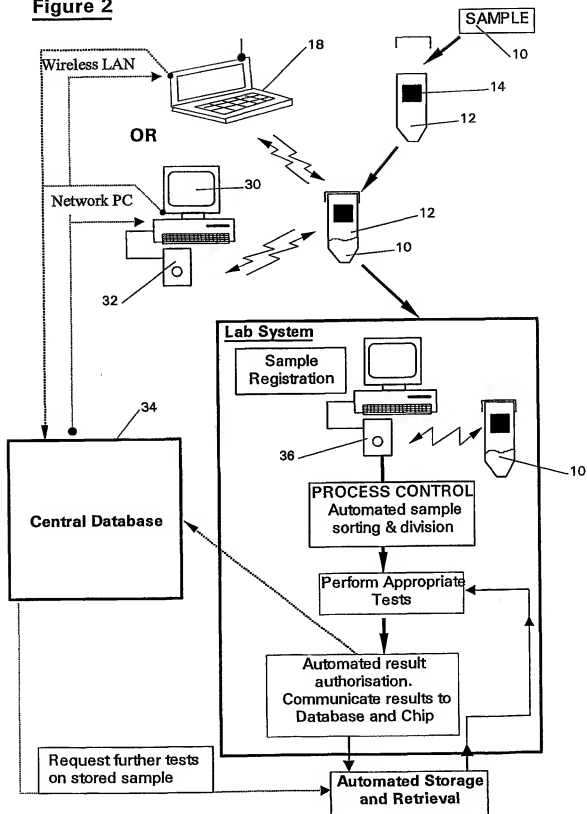 Figure 2
SAMPLE
10
Wireless LAN
18
14
12
OR
30
Network PC
12
10
32
Lab System
Sample
Registration
34
36
10
Central Database
PROCESS CONTROL
Automated sample
sorting & division
Perform Appropriate
Tests
Automated result
authorisation.
Communicate results to
Database and Chip
Request further tests
on stored sample
Automated Storage
and Retrieval